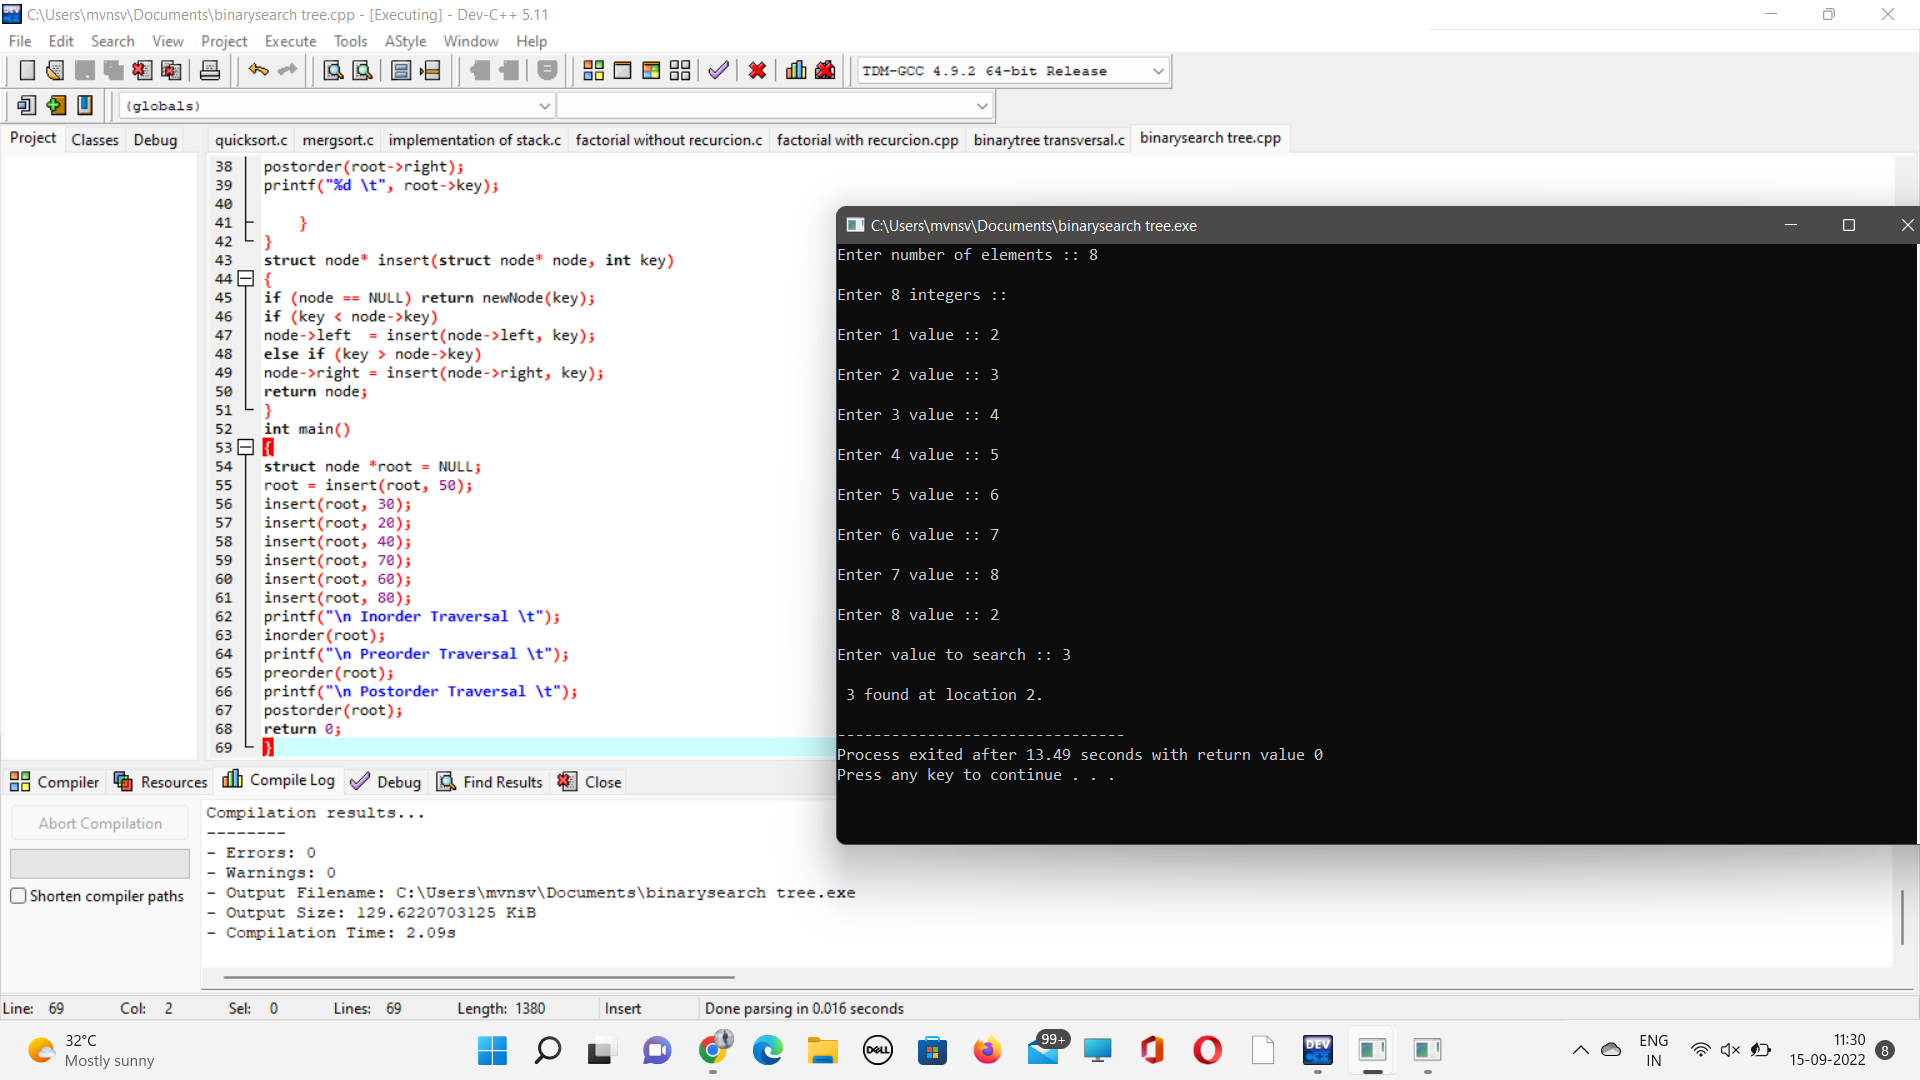 C:\Users\mvnsv\Documents\binarysearch tree.cpp - [Executing] - Dev-C++ 5.11
File Edit Search View Project Execute Tools AStyle Window Help
TDM-GCC 4.9.2 64-bit Release
(globals)
Project Classes Debug quicksort.c mergsort.c implementation of stack.c factorial without recurcion.c factorial with recurcion.cpp binarytree transversal.c binarysearch tree.cpp
38 postorder(root->right);
39 printf("%d \t", root->key);
40
41 }
42 }
43 struct node* insert(struct node* node, int key)
44 {
45 if (node == NULL) return newNode(key);
46 if (key < node->key)
47 node->left  = insert(node->left, key);
48 else if (key > node->key)
49 node->right = insert(node->right, key);
50 return node;
51 }
52 int main()
53 {
54 struct node *root = NULL;
55 root = insert(root, 50);
56 insert(root, 30);
57 insert(root, 20);
58 insert(root, 40);
59 insert(root, 70);
60 insert(root, 60);
61 insert(root, 80);
62 printf("\n Inorder Traversal \t");
63 inorder(root);
64 printf("\n Preorder Traversal \t");
65 preorder(root);
66 printf("\n Postorder Traversal \t");
67 postorder(root);
68 return 0;
69 }
C:\Users\mvnsv\Documents\binarysearch tree.exe
Enter number of elements :: 8
Enter 8 integers ::
Enter 1 value :: 2
Enter 2 value :: 3
Enter 3 value :: 4
Enter 4 value :: 5
Enter 5 value :: 6
Enter 6 value :: 7
Enter 7 value :: 8
Enter 8 value :: 2
Enter value to search :: 3
3 found at location 2.
--------------------------------
Process exited after 13.49 seconds with return value 0
Press any key to continue . . .
Compiler Resources Compile Log Debug Find Results Close
Abort Compilation
Shorten compiler paths
Compilation results...
--------
- Errors: 0
- Warnings: 0
- Output Filename: C:\Users\mvnsv\Documents\binarysearch tree.exe
- Output Size: 129.6220703125 KiB
- Compilation Time: 2.09s
Line: 69 Col: 2 Sel: 0 Lines: 69 Length: 1380 Insert Done parsing in 0.016 seconds
32°C
Mostly sunny
DELL
99+
DEV
C++
ENG
IN
11:30
15-09-2022
8